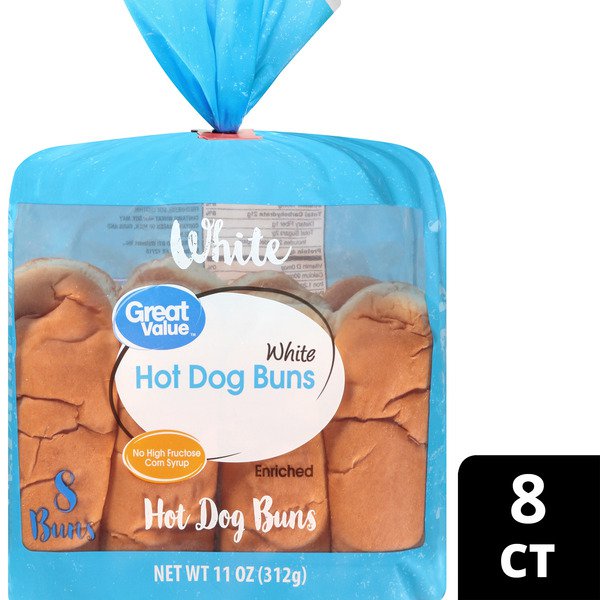 White
Great
Value™
White
Hot Dog Buns
No High Fructose
Corn Syrup
Enriched
8
Buns
Hot Dog Buns
NET WT 11 OZ (312g)
8
CT